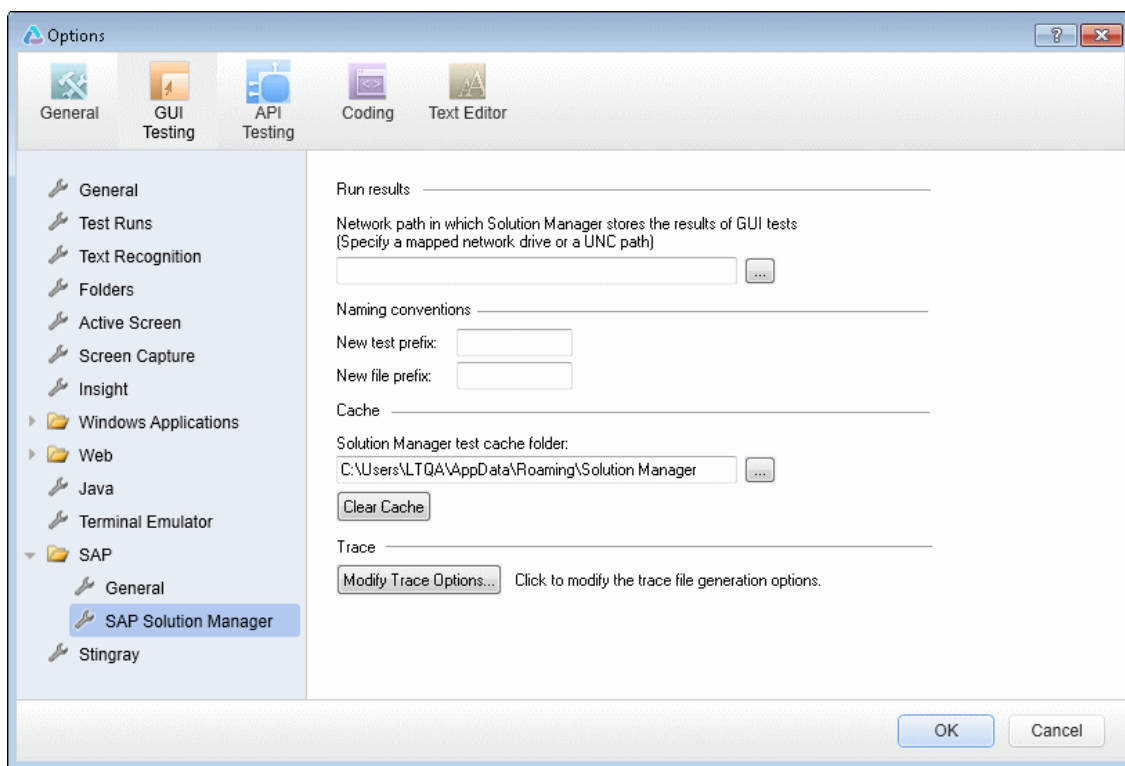 Options
General
GUI
Testing
API
Testing
Coding
Text Editor
General
Test Runs
Text Recognition
Folders
Active Screen
Screen Capture
Insight
Windows Applications
Web
Java
Terminal Emulator
SAP
General
SAP Solution Manager
Stingray
Run results
Network path in which Solution Manager stores the results of GUI tests
(Specify a mapped network drive or a UNC path)
...
Naming conventions
New test prefix:
New file prefix:
Cache
Solution Manager test cache folder:
C:\Users\LTQA\AppData\Roaming\Solution Manager
...
Clear Cache
Trace
Modify Trace Options... Click to modify the trace file generation options.
OK
Cancel